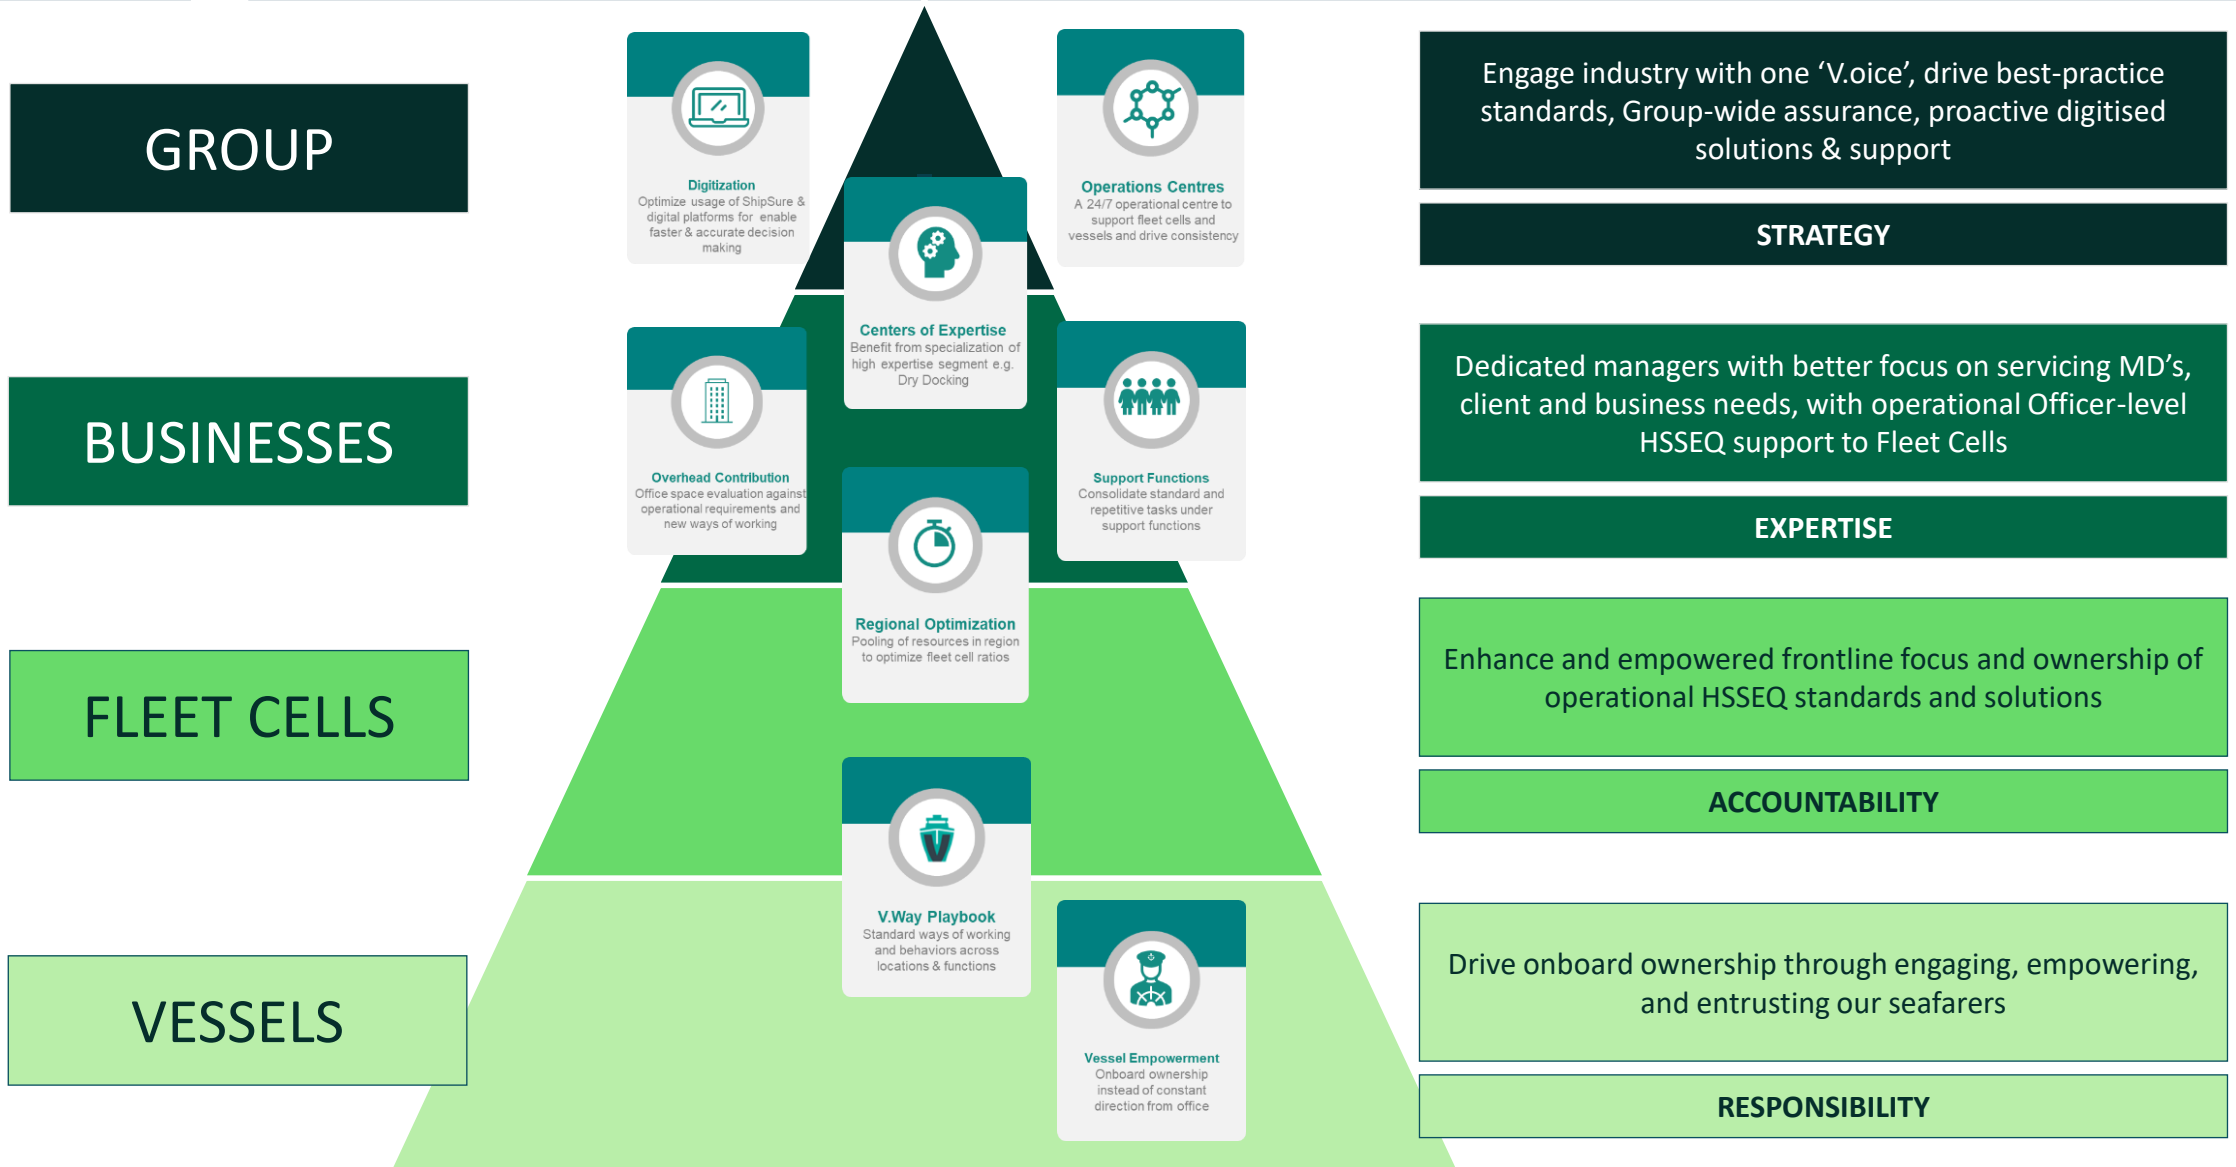 GROUP
Digitization
Optimize usage of ShipSure &
digital platforms for enable
faster & accurate decision
making
Operations Centres
A 24/7 operational centre to
support fleet cells and
vessels and drive consistency
Engage industry with one ‘V.oice’, drive best-practice
standards, Group-wide assurance, proactive digitised
solutions & support
STRATEGY
Centers of Expertise
Benefit from specialization of
high expertise segment e.g.
Dry Docking
BUSINESSES
Overhead Contribution
Office space evaluation against
operational requirements and
new ways of working
Support Functions
Consolidate standard and
repetitive tasks under
support functions
Dedicated managers with better focus on servicing MD’s,
client and business needs, with operational Officer-level
HSSEQ support to Fleet Cells
EXPERTISE
Regional Optimization
Pooling of resources in region
to optimize fleet cell ratios
FLEET CELLS
Enhance and empowered frontline focus and ownership of
operational HSSEQ standards and solutions
ACCOUNTABILITY
V.Way Playbook
Standard ways of working
and behaviors across
locations & functions
VESSELS
Vessel Empowerment
Onboard ownership
instead of constant
direction from office
Drive onboard ownership through engaging, empowering,
and entrusting our seafarers
RESPONSIBILITY